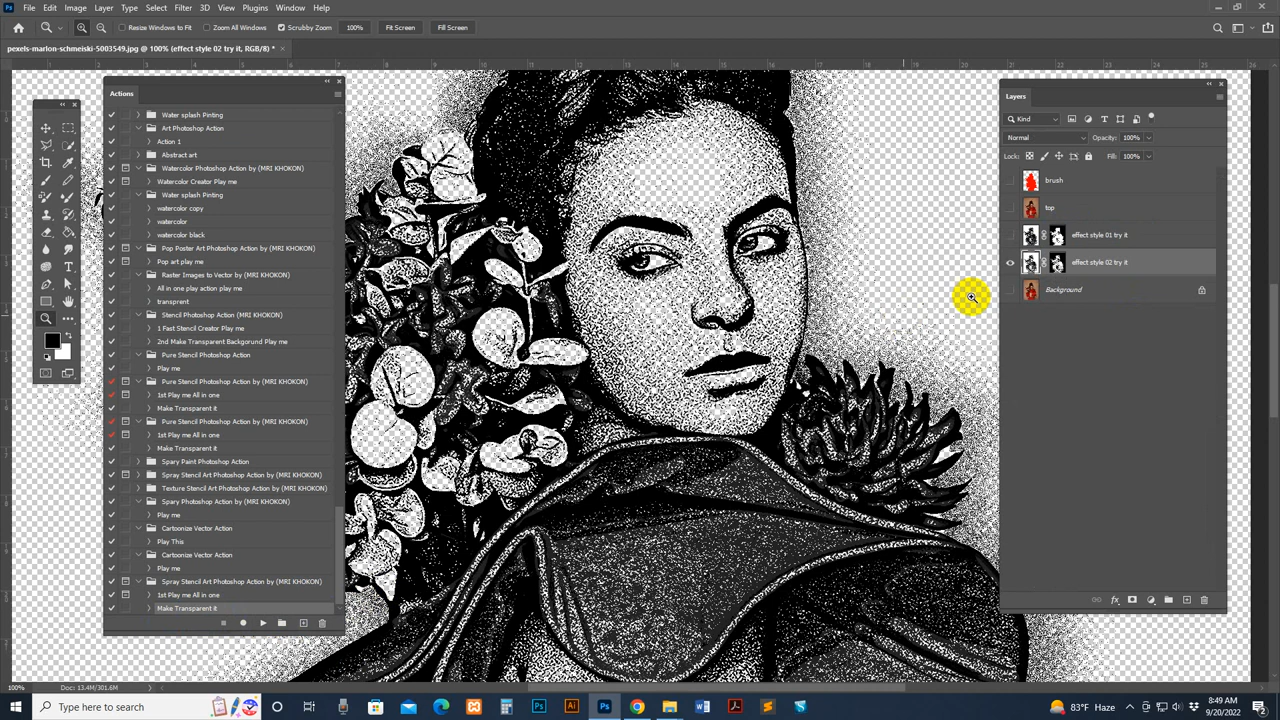 Ps File Edit Image Layer Type Select Filter 3D View Plugins Window Help
Resize Windows to Fit Zoom All Windows Scrubby Zoom 100% Fit Screen Fill Screen
pexels-marlon-schmeiski-5003549.jpg @ 100% (effect style 02 try it, RGB/8) *
Actions
Water splash Pinting
Art Photoshop Action
Action 1
Abstract art
Watercolor Photoshop Action by (MRI KHOKON)
Watercolor Creator Play me
Water splash Pinting
watercolor copy
watercolor
watercolor black
Pop Poster Art Photoshop Action by (MRI KHOKON)
Pop art play me
Raster Images to Vector (MRI KHOKON)
All in one play action play me
transprent
Stencil Photoshop Action by (MRI KHOKON)
1 Fast Stencil Creator Play me
2nd Make Transparent Backgorund Play me
Pure Stencil Photoshop Action
Play me
Pure Stencil Photoshop Action by (MRI KHOKON)
1st Play me All in one
Make Transparent it
Pure Stencil Photoshop Action by (MRI KHOKON)
1st Play me All in one
Make Transparent it
Spary Paint Photoshop Action
Spray Stencil Art Photoshop Action by (MRI KHOKON)
Texture Stencil Art Photoshop Action by (MRI KHOKON)
Spary Photoshop Action by (MRI KHOKON)
Play me
Cartoonize Vector Action
Play This
Cartoonize Vector Action
Play me
Spray Stencil Art Photoshop Action by (MRI KHOKON)
1st Play me All in one
Make Transparent it
Layers
Kind
Normal Opacity: 100%
Lock: Fill: 100%
brush
top
effect style 01 try it
effect style 02 try it
Background
100% Doc: 13.4M/301.6M
Type here to search
83°F Haze
8:49 AM
9/20/2022